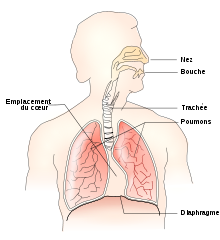 Nez
Bouche
Emplacement
du cœur
Trachée
Poumons
Diaphragme